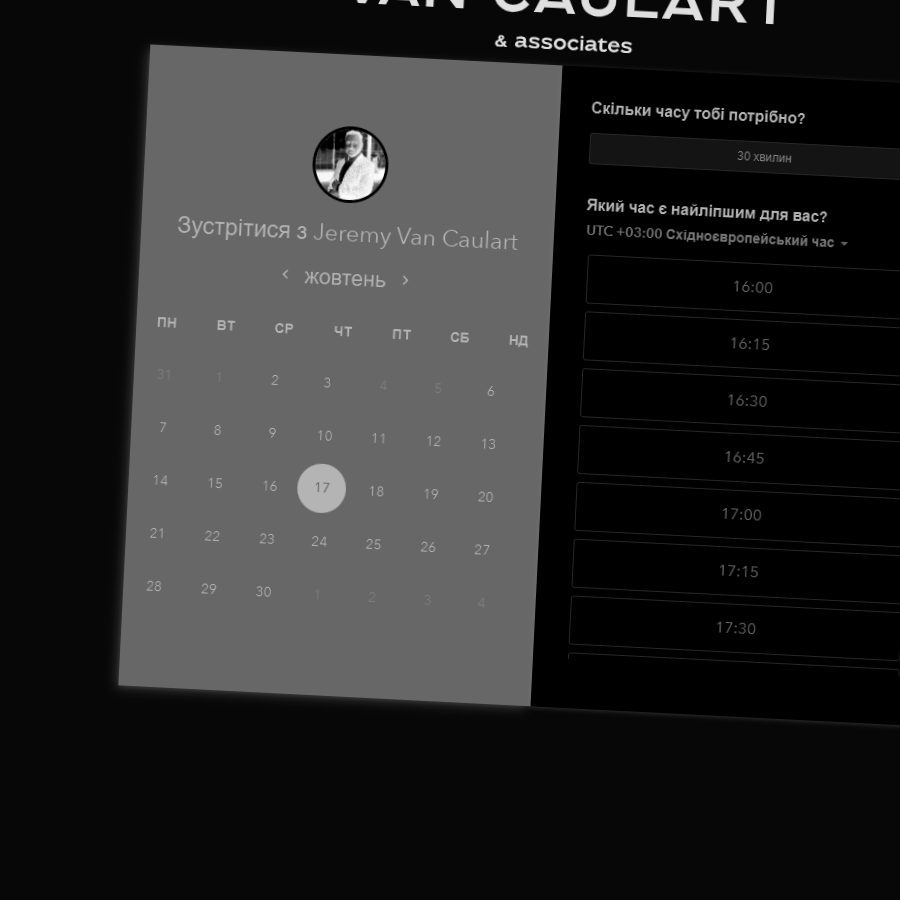 VAN CAULART
& associates
Зустрітися з Jeremy Van Caulart
жовтень
ПН ВТ СР ЧТ ПТ СБ НД
31 1 2 3 4 5 6
7 8 9 10 11 12 13
14 15 16 17 18 19 20
21 22 23 24 25 26 27
28 29 30 1 2 3 4
Скільки часу тобі потрібно?
30 хвилин
Який час є найліпшим для вас?
UTC +03:00 Східноєвропейський час
16:00
16:15
16:30
16:45
17:00
17:15
17:30